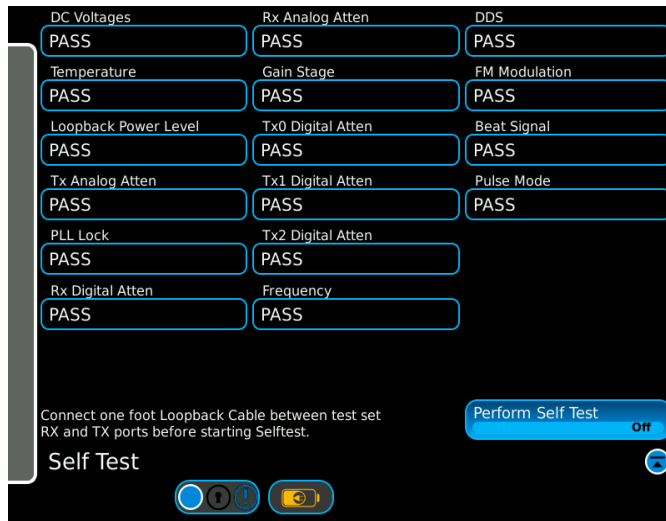 DC Voltages
PASS
Rx Analog Atten
PASS
DDS
PASS
Temperature
PASS
Gain Stage
PASS
FM Modulation
PASS
Loopback Power Level
PASS
Tx0 Digital Atten
PASS
Beat Signal
PASS
Tx Analog Atten
PASS
Tx1 Digital Atten
PASS
Pulse Mode
PASS
PLL Lock
PASS
Tx2 Digital Atten
PASS
Rx Digital Atten
PASS
Frequency
PASS
Connect one foot Loopback Cable between test set
RX and TX ports before starting Selftest.
Perform Self Test
Off
Self Test